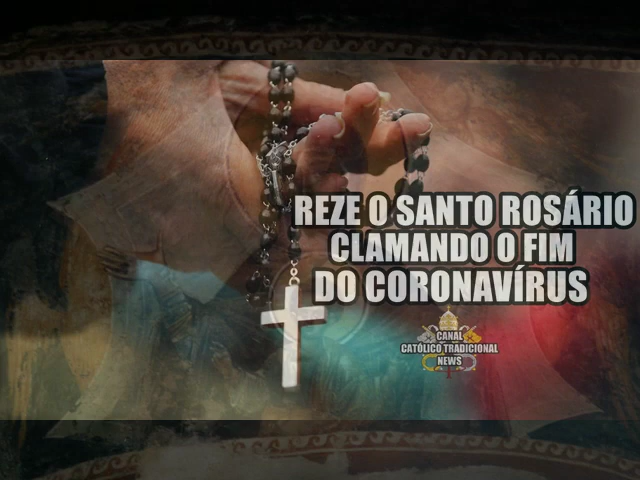 REZE O SANTO ROSÁRIO
CLAMANDO O FIM
DO CORONAVÍRUS
CANAL
CATÓLICO TRADICIONAL
NEWS